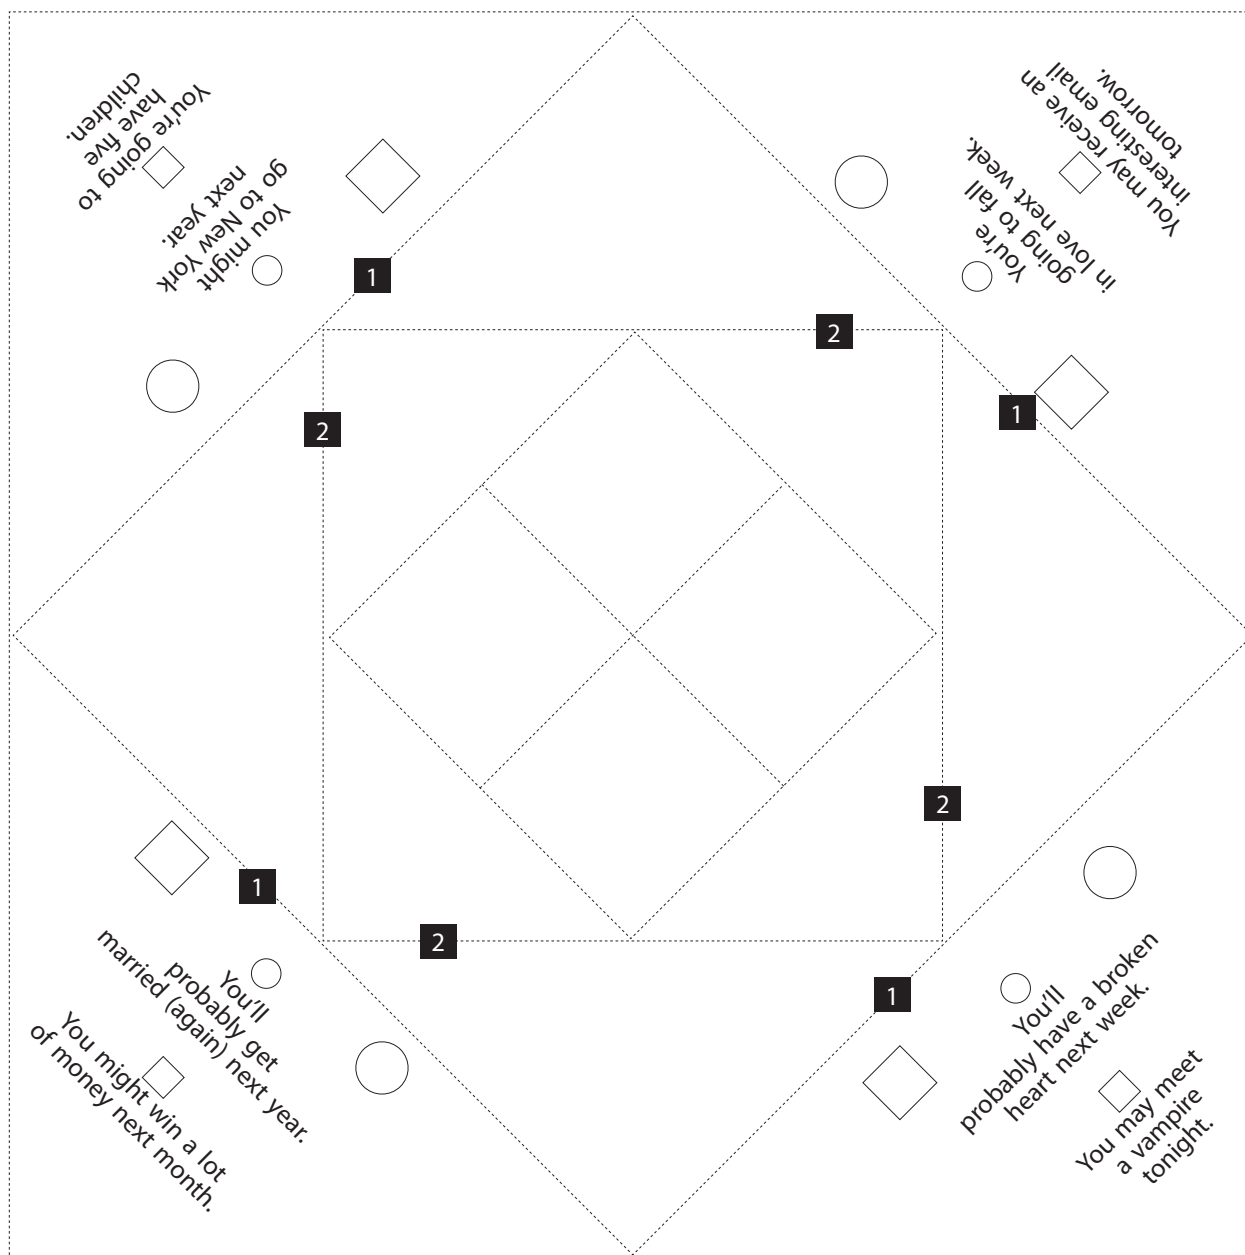 You're going to
have five
children.
You might
go to New York
next year.
You may receive an
interesting email
tomorrow.
You're
going to fall
in love next week.
1
2
2
1
2
1
2
1
You'll
probably get
married (again) next year.
You might win a lot
of money next month.
You'll
probably have a broken
heart next week.
You may meet
a vampire
tonight.